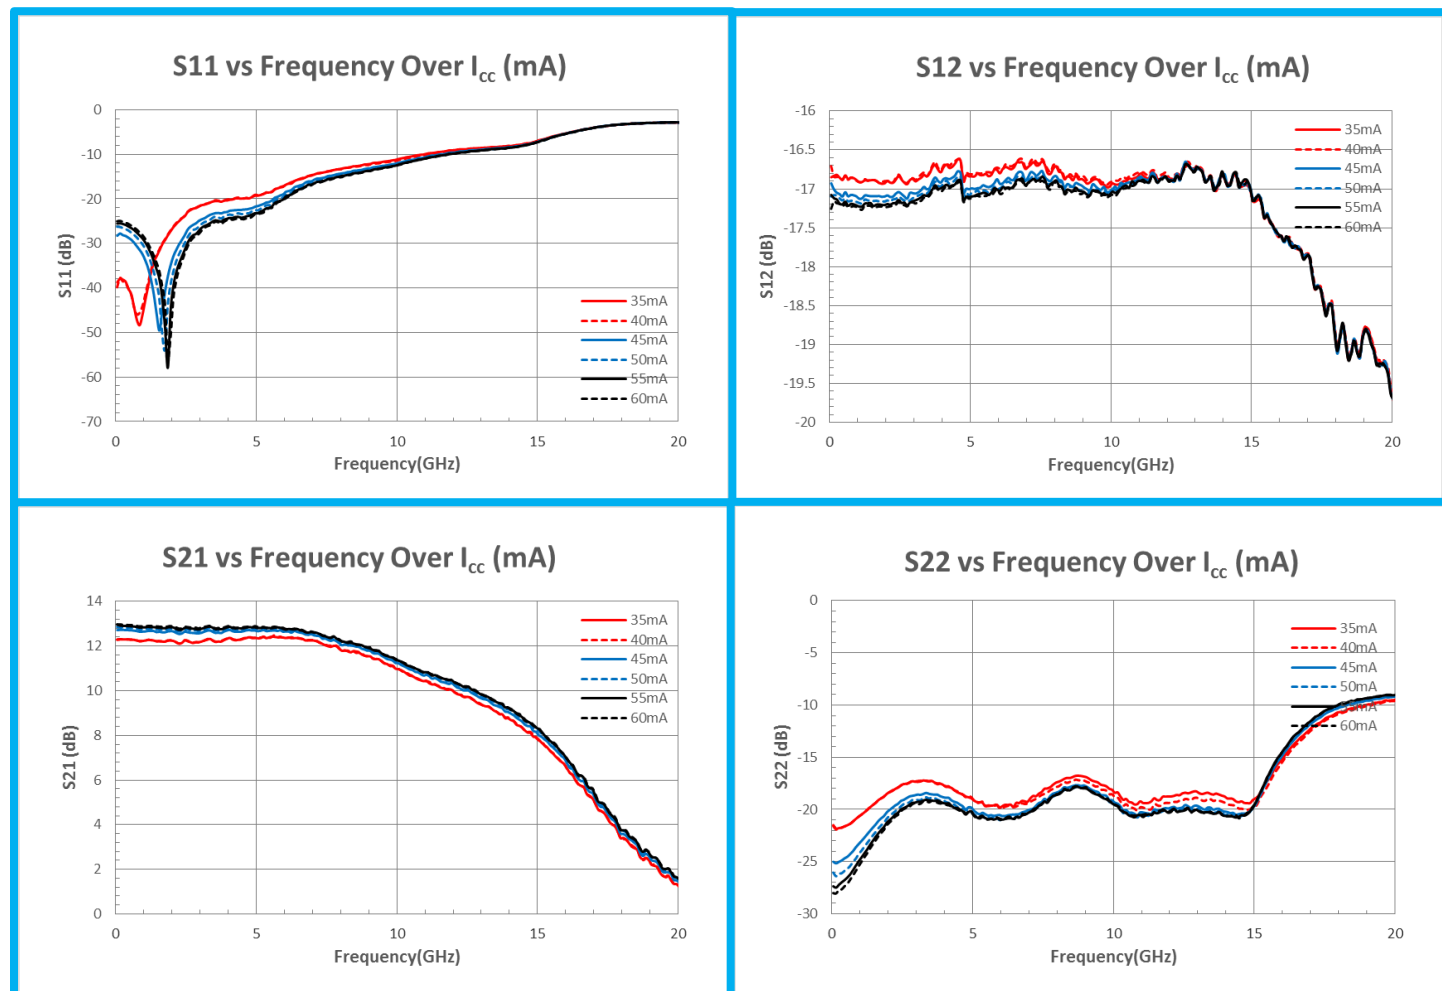 S11 vs Frequency Over Icc (mA)
0
-10
-20
-30
-40
-50
-60
-70
S11 (dB)
35mA
40mA
45mA
50mA
55mA
60mA
0
5
10
15
20
Frequency(GHz)
S12 vs Frequency Over Icc (mA)
-16
-16.5
-17
-17.5
-18
-18.5
-19
-19.5
-20
S12 (dB)
35mA
40mA
45mA
50mA
55mA
60mA
0
5
10
15
20
Frequency(GHz)
S21 vs Frequency Over Icc (mA)
14
12
10
8
6
4
2
0
S21 (dB)
35mA
40mA
45mA
50mA
55mA
60mA
0
5
10
15
20
Frequency(GHz)
S22 vs Frequency Over Icc (mA)
0
-5
-10
-15
-20
-25
-30
S22 (dB)
35mA
40mA
45mA
50mA
60mA
0
5
10
15
20
Frequency(GHz)